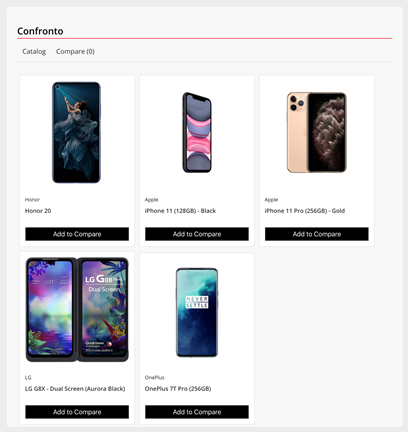 Confronto
Catalog
Compare (0)
Honor
Honor 20
Add to Compare
Apple
iPhone 11 (128GB) - Black
Add to Compare
Apple
iPhone 11 Pro (256GB) - Gold
Add to Compare
LG G8X
Dual Screen
Qualcomm
snapdragon
LG
LG G8X - Dual Screen (Aurora Black)
Add to Compare
NEVER
SETTLE
OnePlus
OnePlus 7T Pro (256GB)
Add to Compare